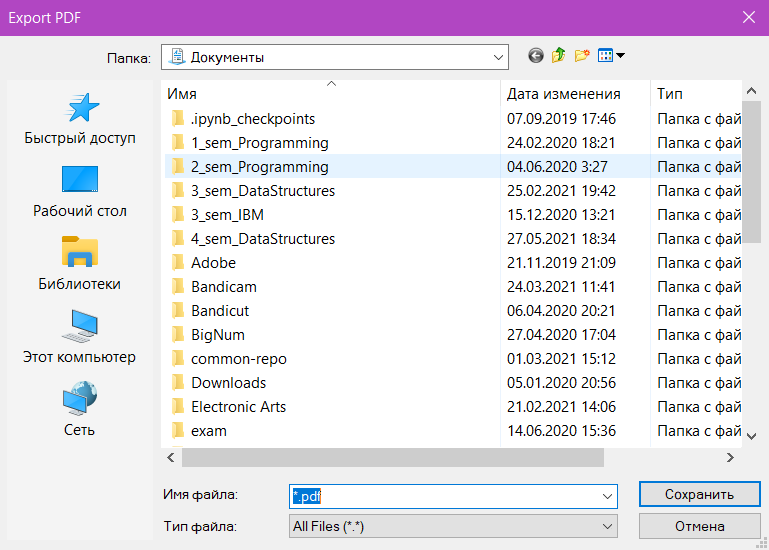 Export PDF
Папка: Документы
Имя Дата изменения Тип
.ipynb_checkpoints 07.09.2019 17:46 Папка с фай
1_sem_Programming 24.02.2020 18:21 Папка с фай
2_sem_Programming 04.06.2020 3:27 Папка с фай
3_sem_DataStructures 25.02.2021 19:42 Папка с фай
3_sem_IBM 15.12.2020 13:21 Папка с фай
4_sem_DataStructures 27.05.2021 18:34 Папка с фай
Adobe 21.11.2019 21:09 Папка с фай
Bandicam 24.03.2021 11:41 Папка с фай
Bandicut 06.04.2020 20:21 Папка с фай
BigNum 27.04.2020 17:04 Папка с фай
common-repo 01.03.2021 15:12 Папка с фай
Downloads 05.01.2020 20:56 Папка с фай
Electronic Arts 21.02.2021 14:06 Папка с фай
exam 14.06.2020 15:36 Папка с фай
Быстрый доступ
Рабочий стол
Библиотеки
Этот компьютер
Сеть
Имя файла: *.pdf Сохранить
Тип файла: All Files (*.*) Отмена